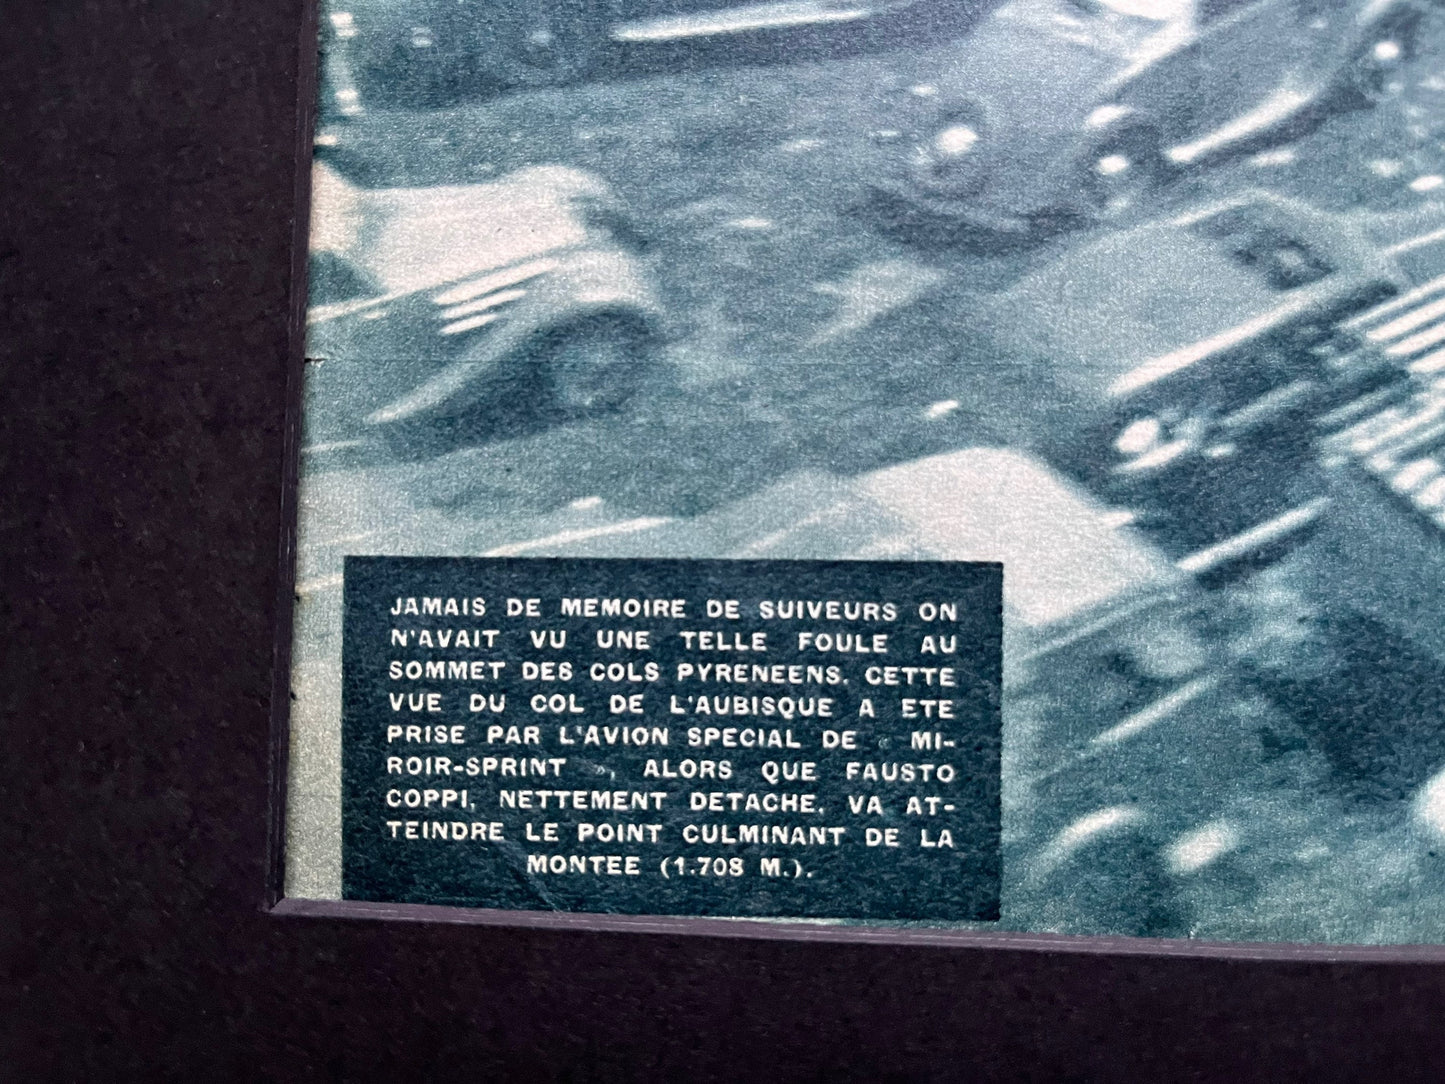 JAMAIS DE MEMOIRE DE SUIVEURS ON
N'AVAIT VU UNE TELLE FOULE AU
SOMMET DES COLS PYRENEENS. CETTE
VUE DU COL DE L'AUBISQUE A ETE
PRISE PAR L'AVION SPECIAL DE « MI-
ROIR-SPRINT », ALORS QUE FAUSTO
COPPI, NETTEMENT DETACHE, VA AT-
TEINDRE LE POINT CULMINANT DE LA
MONTEE (1.708 M.).